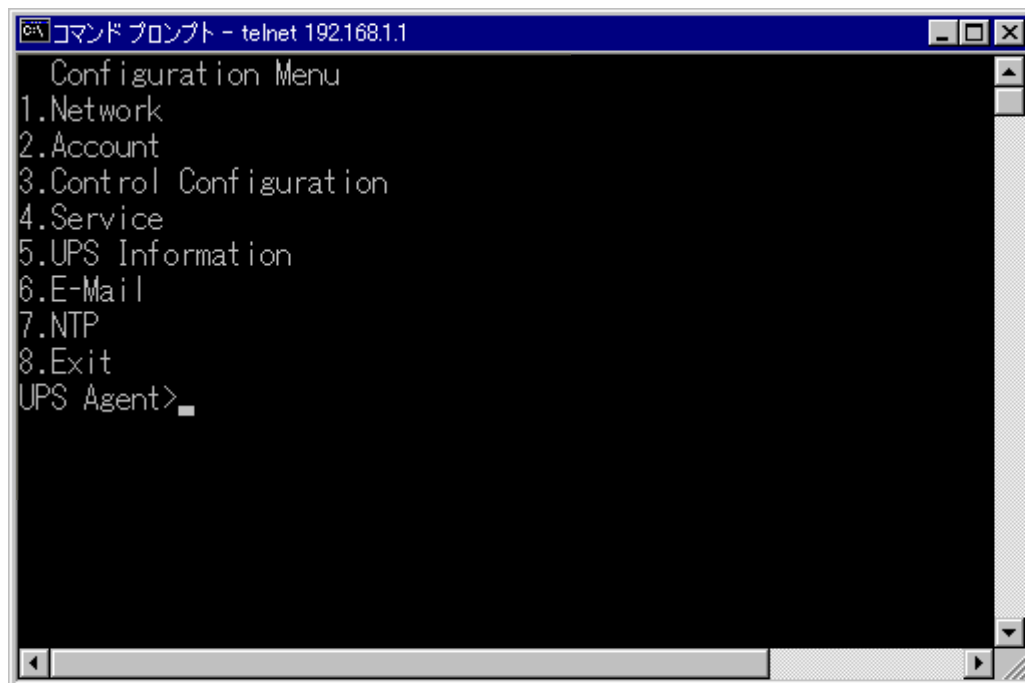 コマンド プロンプト - telnet 192.168.1.1
Configuration Menu
1.Network
2.Account
3.Control Configuration
4.Service
5.UPS Information
6.E-Mail
7.NTP
8.Exit
UPS Agent>_